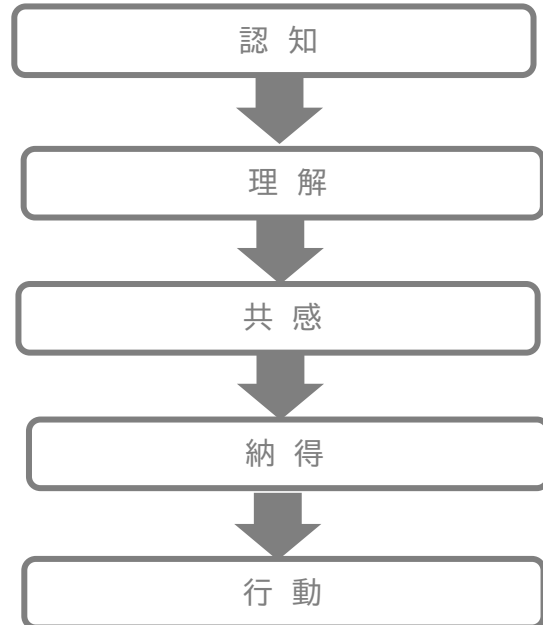 認 知
理 解
共 感
納 得
行 動